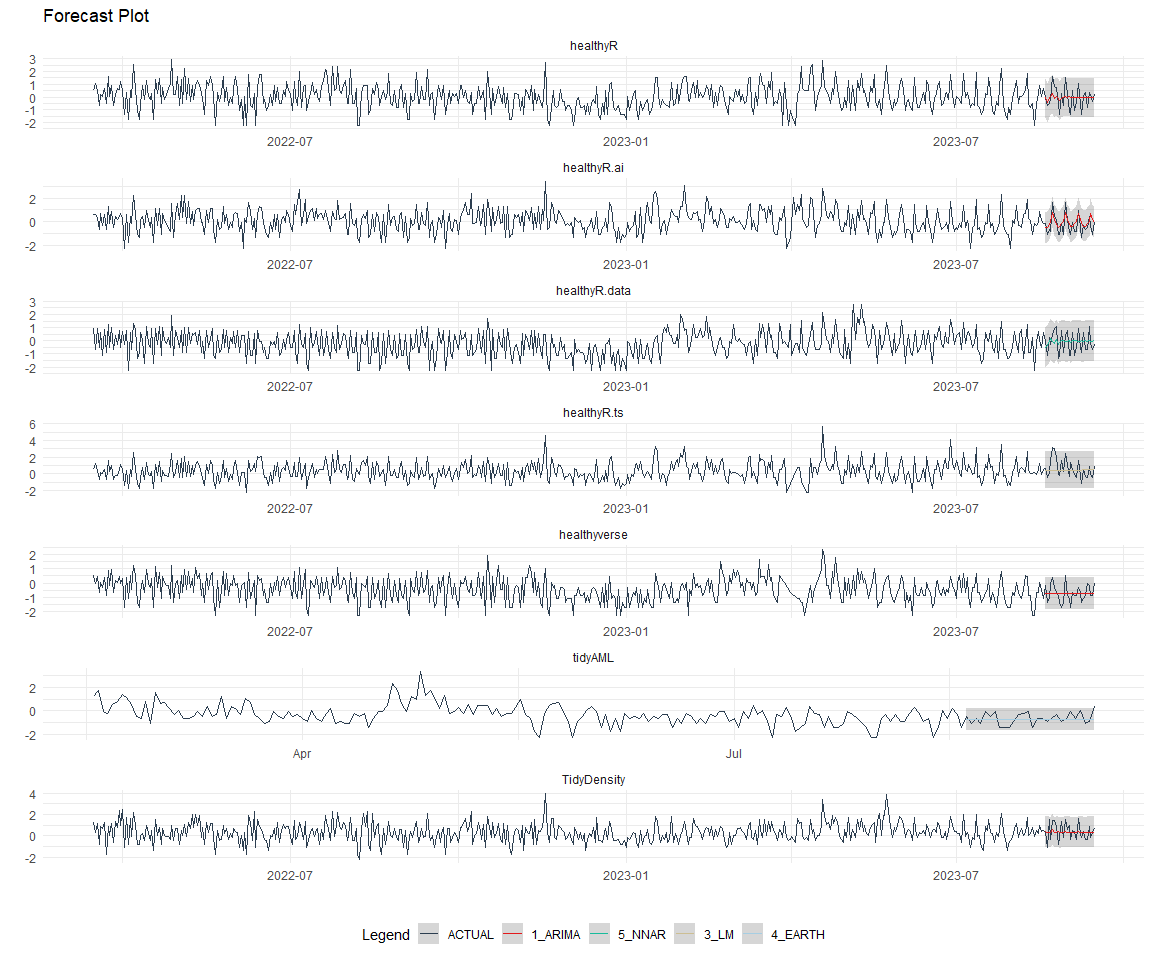 Forecast Plot
healthyR
3
2
1
0
-1
-2
2022-07 2023-01 2023-07
healthyR.ai
2
0
-2
2022-07 2023-01 2023-07
healthyR.data
3
2
1
0
-1
-2
2022-07 2023-01 2023-07
healthyR.ts
6
4
2
0
-2
2022-07 2023-01 2023-07
healthyverse
2
1
0
-1
-2
2022-07 2023-01 2023-07
tidyAML
2
0
-2
Apr Jul
TidyDensity
4
2
0
-2
2022-07 2023-01 2023-07
Legend ACTUAL 1_ARIMA 5_NNAR 3_LM 4_EARTH